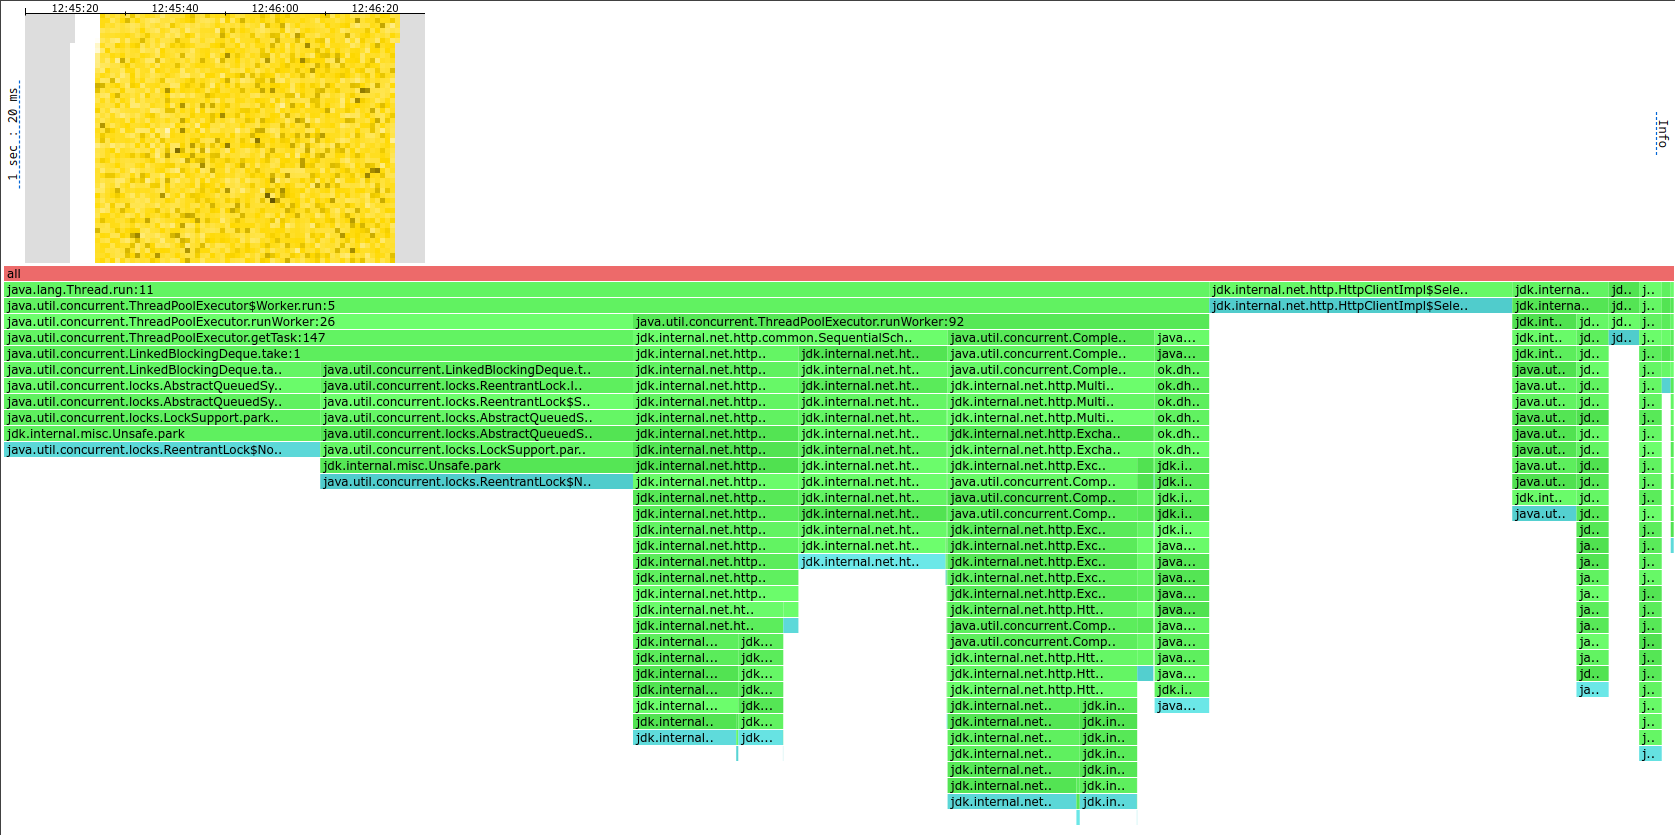 12:45:20 12:45:40 12:46:00 12:46:20
1 sec : 20 ms
Info
all
java.lang.Thread.run:11 jdk.internal.net.http.HttpClientImpl$Sele.. jdk.interna.. jd.. j..
java.util.concurrent.ThreadPoolExecutor$Worker.run:5 jdk.internal.net.http.HttpClientImpl$Sele.. jdk.interna.. jd.. j..
java.util.concurrent.ThreadPoolExecutor.runWorker:26 java.util.concurrent.ThreadPoolExecutor.runWorker:92 jdk.int.. jd.. jd.. j..
java.util.concurrent.ThreadPoolExecutor.getTask:147 jdk.internal.net.http.common.SequentialSch.. java.util.concurrent.Comple.. java... jdk.int.. jd.. jd.. j..
java.util.concurrent.LinkedBlockingDeque.take:1 jdk.internal.net.http.. jdk.internal.net.ht.. java.util.concurrent.Comple.. java... jdk.int.. jd.. j..
java.util.concurrent.LinkedBlockingDeque.ta.. java.util.concurrent.LinkedBlockingDeque.t.. jdk.internal.net.http.. jdk.internal.net.ht.. java.util.concurrent.Comple.. ok.dh.. java.ut.. jd.. j..
java.util.concurrent.locks.AbstractQueuedSy.. java.util.concurrent.locks.ReentrantLock.l.. jdk.internal.net.http.. jdk.internal.net.ht.. jdk.internal.net.http.Multi.. ok.dh.. java.ut.. jd.. j..
java.util.concurrent.locks.AbstractQueuedSy.. java.util.concurrent.locks.ReentrantLock$S.. jdk.internal.net.http.. jdk.internal.net.ht.. jdk.internal.net.http.Multi.. ok.dh.. java.ut.. jd.. j..
java.util.concurrent.locks.LockSupport.park.. java.util.concurrent.locks.AbstractQueuedS.. jdk.internal.net.http.. jdk.internal.net.ht.. jdk.internal.net.http.Multi.. ok.dh.. java.ut.. jd.. j..
jdk.internal.misc.Unsafe.park java.util.concurrent.locks.AbstractQueuedS.. jdk.internal.net.http.. jdk.internal.net.ht.. jdk.internal.net.http.Excha.. ok.dh.. java.ut.. jd.. j..
java.util.concurrent.locks.ReentrantLock$No.. java.util.concurrent.locks.LockSupport.par.. jdk.internal.net.http.. jdk.internal.net.ht.. jdk.internal.net.http.Excha.. ok.dh.. java.ut.. jd.. j..
jdk.internal.misc.Unsafe.park jdk.internal.net.http.. jdk.internal.net.ht.. jdk.internal.net.http.Exc.. jdk.i.. java.ut.. jd.. j..
java.util.concurrent.locks.ReentrantLock$N.. jdk.internal.net.http.. jdk.internal.net.ht.. java.util.concurrent.Comp.. jdk.i.. java.ut.. jd.. j..
jdk.internal.net.http.. jdk.internal.net.ht.. java.util.concurrent.Comp.. jdk.i.. jdk.int.. jd.. j..
jdk.internal.net.http.. jdk.internal.net.ht.. java.util.concurrent.Comp.. jdk.i.. java.ut.. jd.. j..
jdk.internal.net.http.. jdk.internal.net.ht.. jdk.internal.net.http.Exc.. jdk.i.. jd.. j..
jdk.internal.net.http.. jdk.internal.net.ht.. jdk.internal.net.http.Exc.. java... ja.. j..
jdk.internal.net.http.. jdk.internal.net.ht.. jdk.internal.net.http.Exc.. java... ja.. j..
jdk.internal.net.http.. jdk.internal.net.http.Exc.. java... ja.. j..
jdk.internal.net.http.. jdk.internal.net.http.Exc.. java... ja.. j..
jdk.internal.net.ht.. jdk.internal.net.http.Htt.. java... ja.. j..
jdk.internal.net.ht.. java.util.concurrent.Comp.. java... ja.. j..
jdk.internal... jdk... java.util.concurrent.Comp.. java... ja.. j..
jdk.internal... jdk... jdk.internal.net.http.Htt.. java... ja.. j..
jdk.internal... jdk... jdk.internal.net.http.Htt.. java... jd.. j..
jdk.internal... jdk... jdk.internal.net.http.Htt.. jdk.i.. ja.. j..
jdk.internal... jdk... jdk.internal.net.. jdk.in.. java... j..
jdk.internal.. jdk... jdk.internal.net.. jdk.in.. j..
jdk.internal.. jdk... jdk.internal.net.. jdk.in.. j..
jdk.internal.net.. jdk.in.. j..
jdk.internal.net.. jdk.in..
jdk.internal.net.. jdk.in..
jdk.internal.net.. jdk.in..